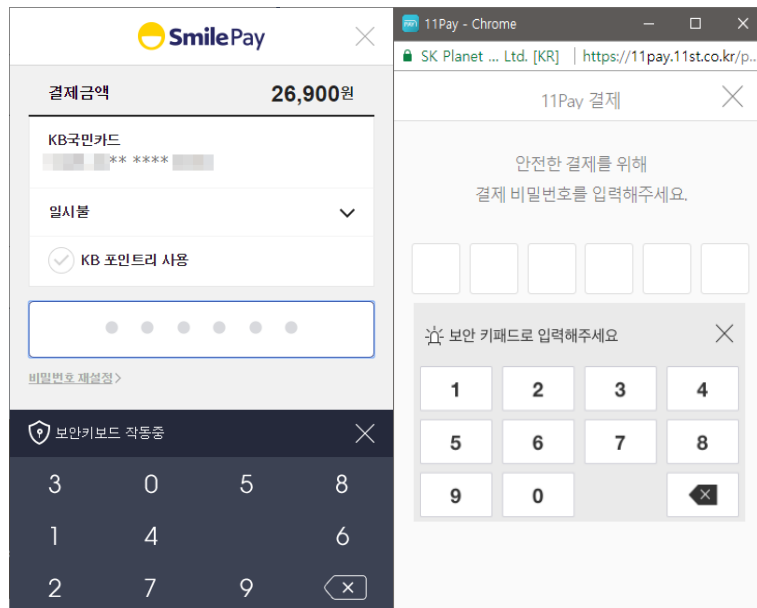 SmilePay
결제금액 26,900원
KB국민카드
** ****
일시불
KB 포인트리 사용
비밀번호 재설정>
보안키보드 작동중
3 0 5 8
1 4 6
2 7 9
11Pay - Chrome
SK Planet ... Ltd. [KR] https://11pay.11st.co.kr/p...
11Pay 결제
안전한 결제를 위해
결제 비밀번호를 입력해주세요.
보안 키패드로 입력해주세요
1 2 3 4
5 6 7 8
9 0